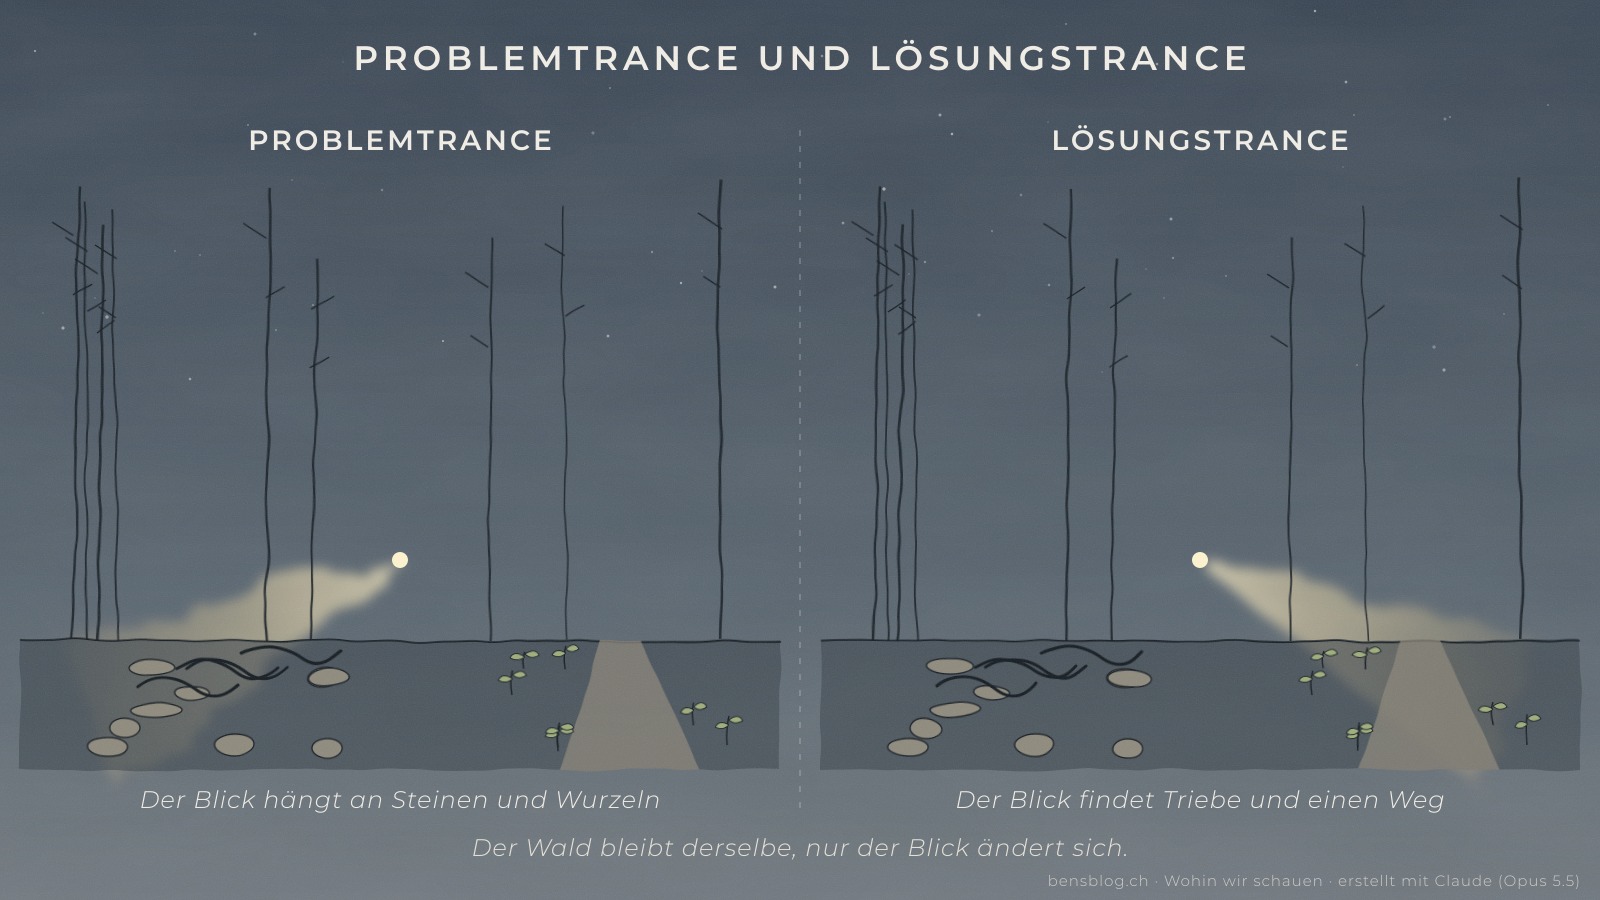 PROBLEMTRANCE UND LÖSUNGSTRANCE
PROBLEMTRANCE
LÖSUNGSTRANCE
Der Blick hängt an Steinen und Wurzeln
Der Blick findet Triebe und einen Weg
Der Wald bleibt derselbe, nur der Blick ändert sich.
bensblog.ch · Wohin wir schauen · erstellt mit Claude (Opus 5.5)